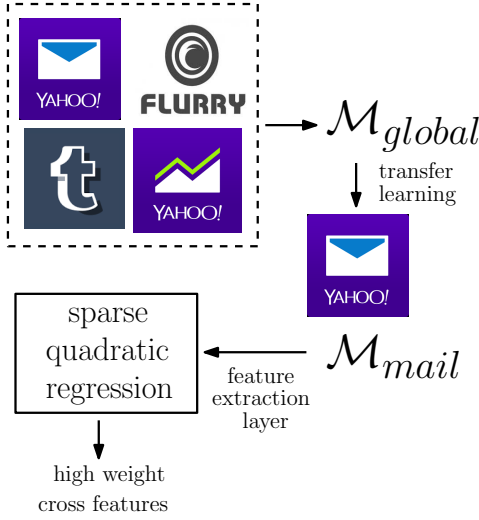 YAHOO!
FLURRY
t
YAHOO!
M_global
transfer
learning
YAHOO!
M_mail
sparse
quadratic
regression
feature
extraction
layer
high weight
cross features